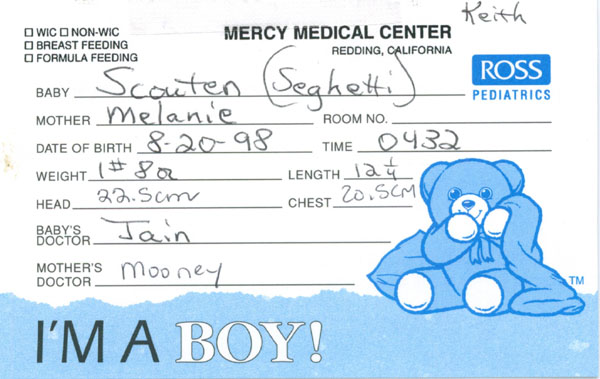 Keith
☐ WIC ☐ NON-WIC
☐ BREAST FEEDING
☐ FORMULA FEEDING
MERCY MEDICAL CENTER
REDDING, CALIFORNIA
ROSS
PEDIATRICS
BABY Scouten (Seghetti)
MOTHER Melanie ROOM NO.
DATE OF BIRTH 8-20-98 TIME 0432
WEIGHT 1# 8oz LENGTH 12 1/4
HEAD 22.5cm CHEST 20.5CM
BABY'S DOCTOR Jain
MOTHER'S DOCTOR Mooney
TM
I'M A BOY!